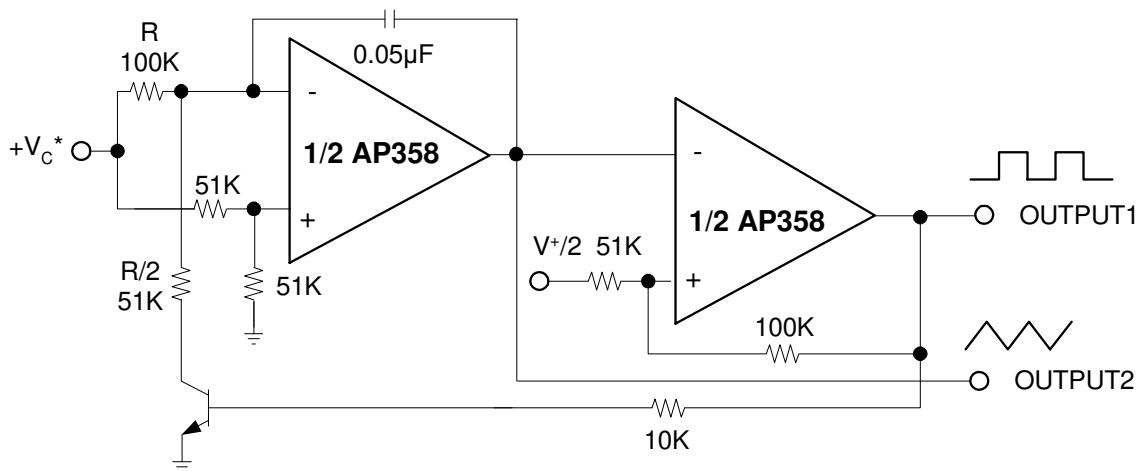 R
100K
0.05µF
-
+V_C*
1/2 AP358
51K
+
R/2
51K
51K
-
1/2 AP358
V⁺/2 51K
+
OUTPUT1
100K
OUTPUT2
10K